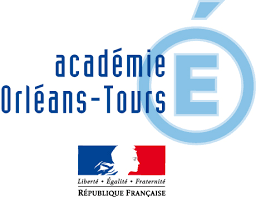 académie
Orléans-Tours
É
Liberté • Égalité • Fraternité
RÉPUBLIQUE FRANÇAISE